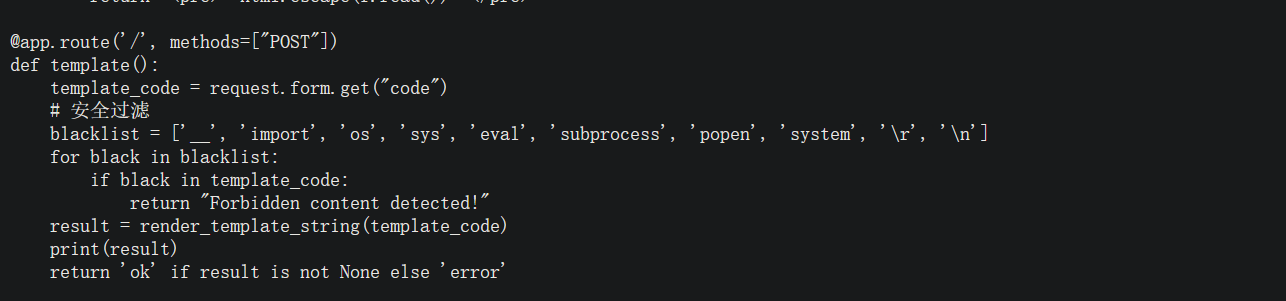 @app.route('/', methods=["POST"])
def template():
    template_code = request.form.get("code")
    # 安全过滤
    blacklist = ['__', 'import', 'os', 'sys', 'eval', 'subprocess', 'popen', 'system', '\r', '\n']
    for black in blacklist:
        if black in template_code:
            return "Forbidden content detected!"
    result = render_template_string(template_code)
    print(result)
    return 'ok' if result is not None else 'error'